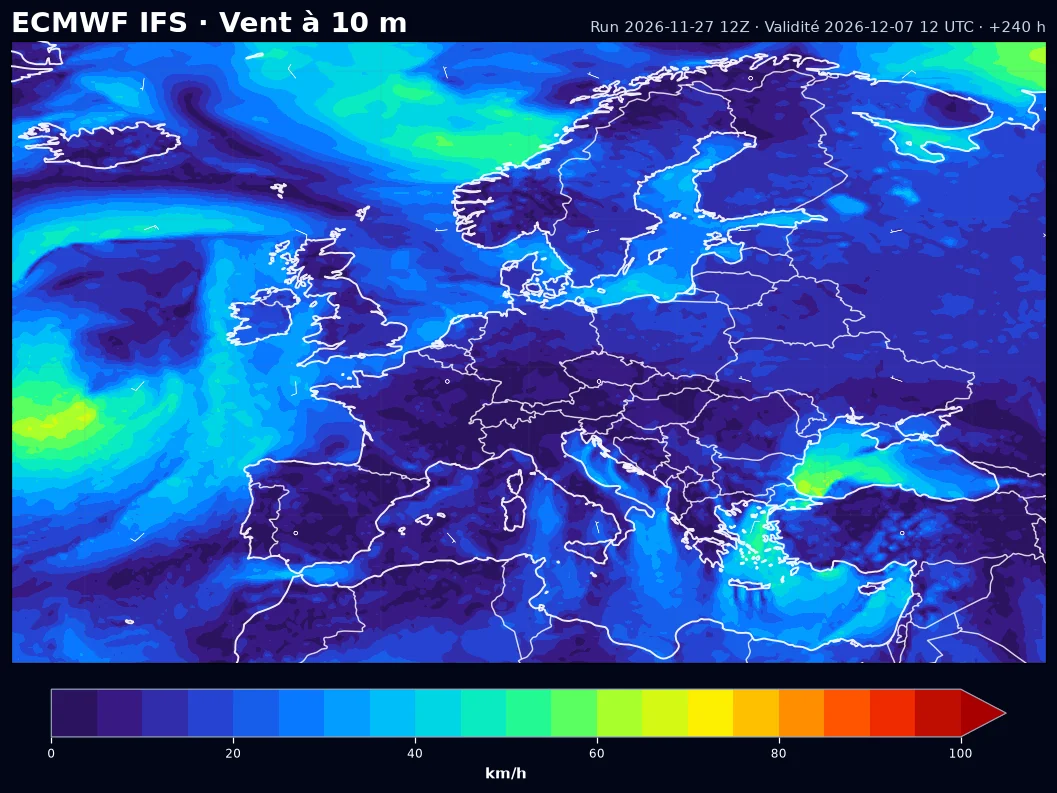 ECMWF IFS · Vent à 10 m
Run 2026-11-27 12Z · Validité 2026-12-07 12 UTC · +240 h
0 20 40 60 80 100
km/h